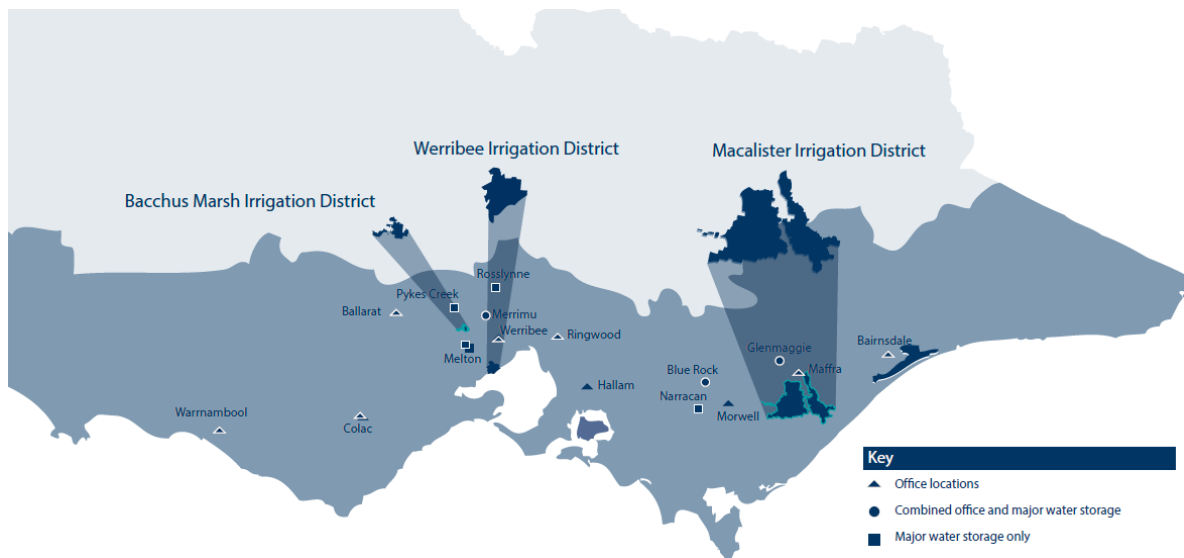 Werribee Irrigation District
Macalister Irrigation District
Bacchus Marsh Irrigation District
Rosslynne
Pykes Creek
Ballarat
Merrimu
Werribee
Ringwood
Melton
Glenmaggie
Bairnsdale
Blue Rock
Maffra
Hallam
Narracan
Morwell
Warrnambool
Colac
Key
Office locations
Combined office and major water storage
Major water storage only